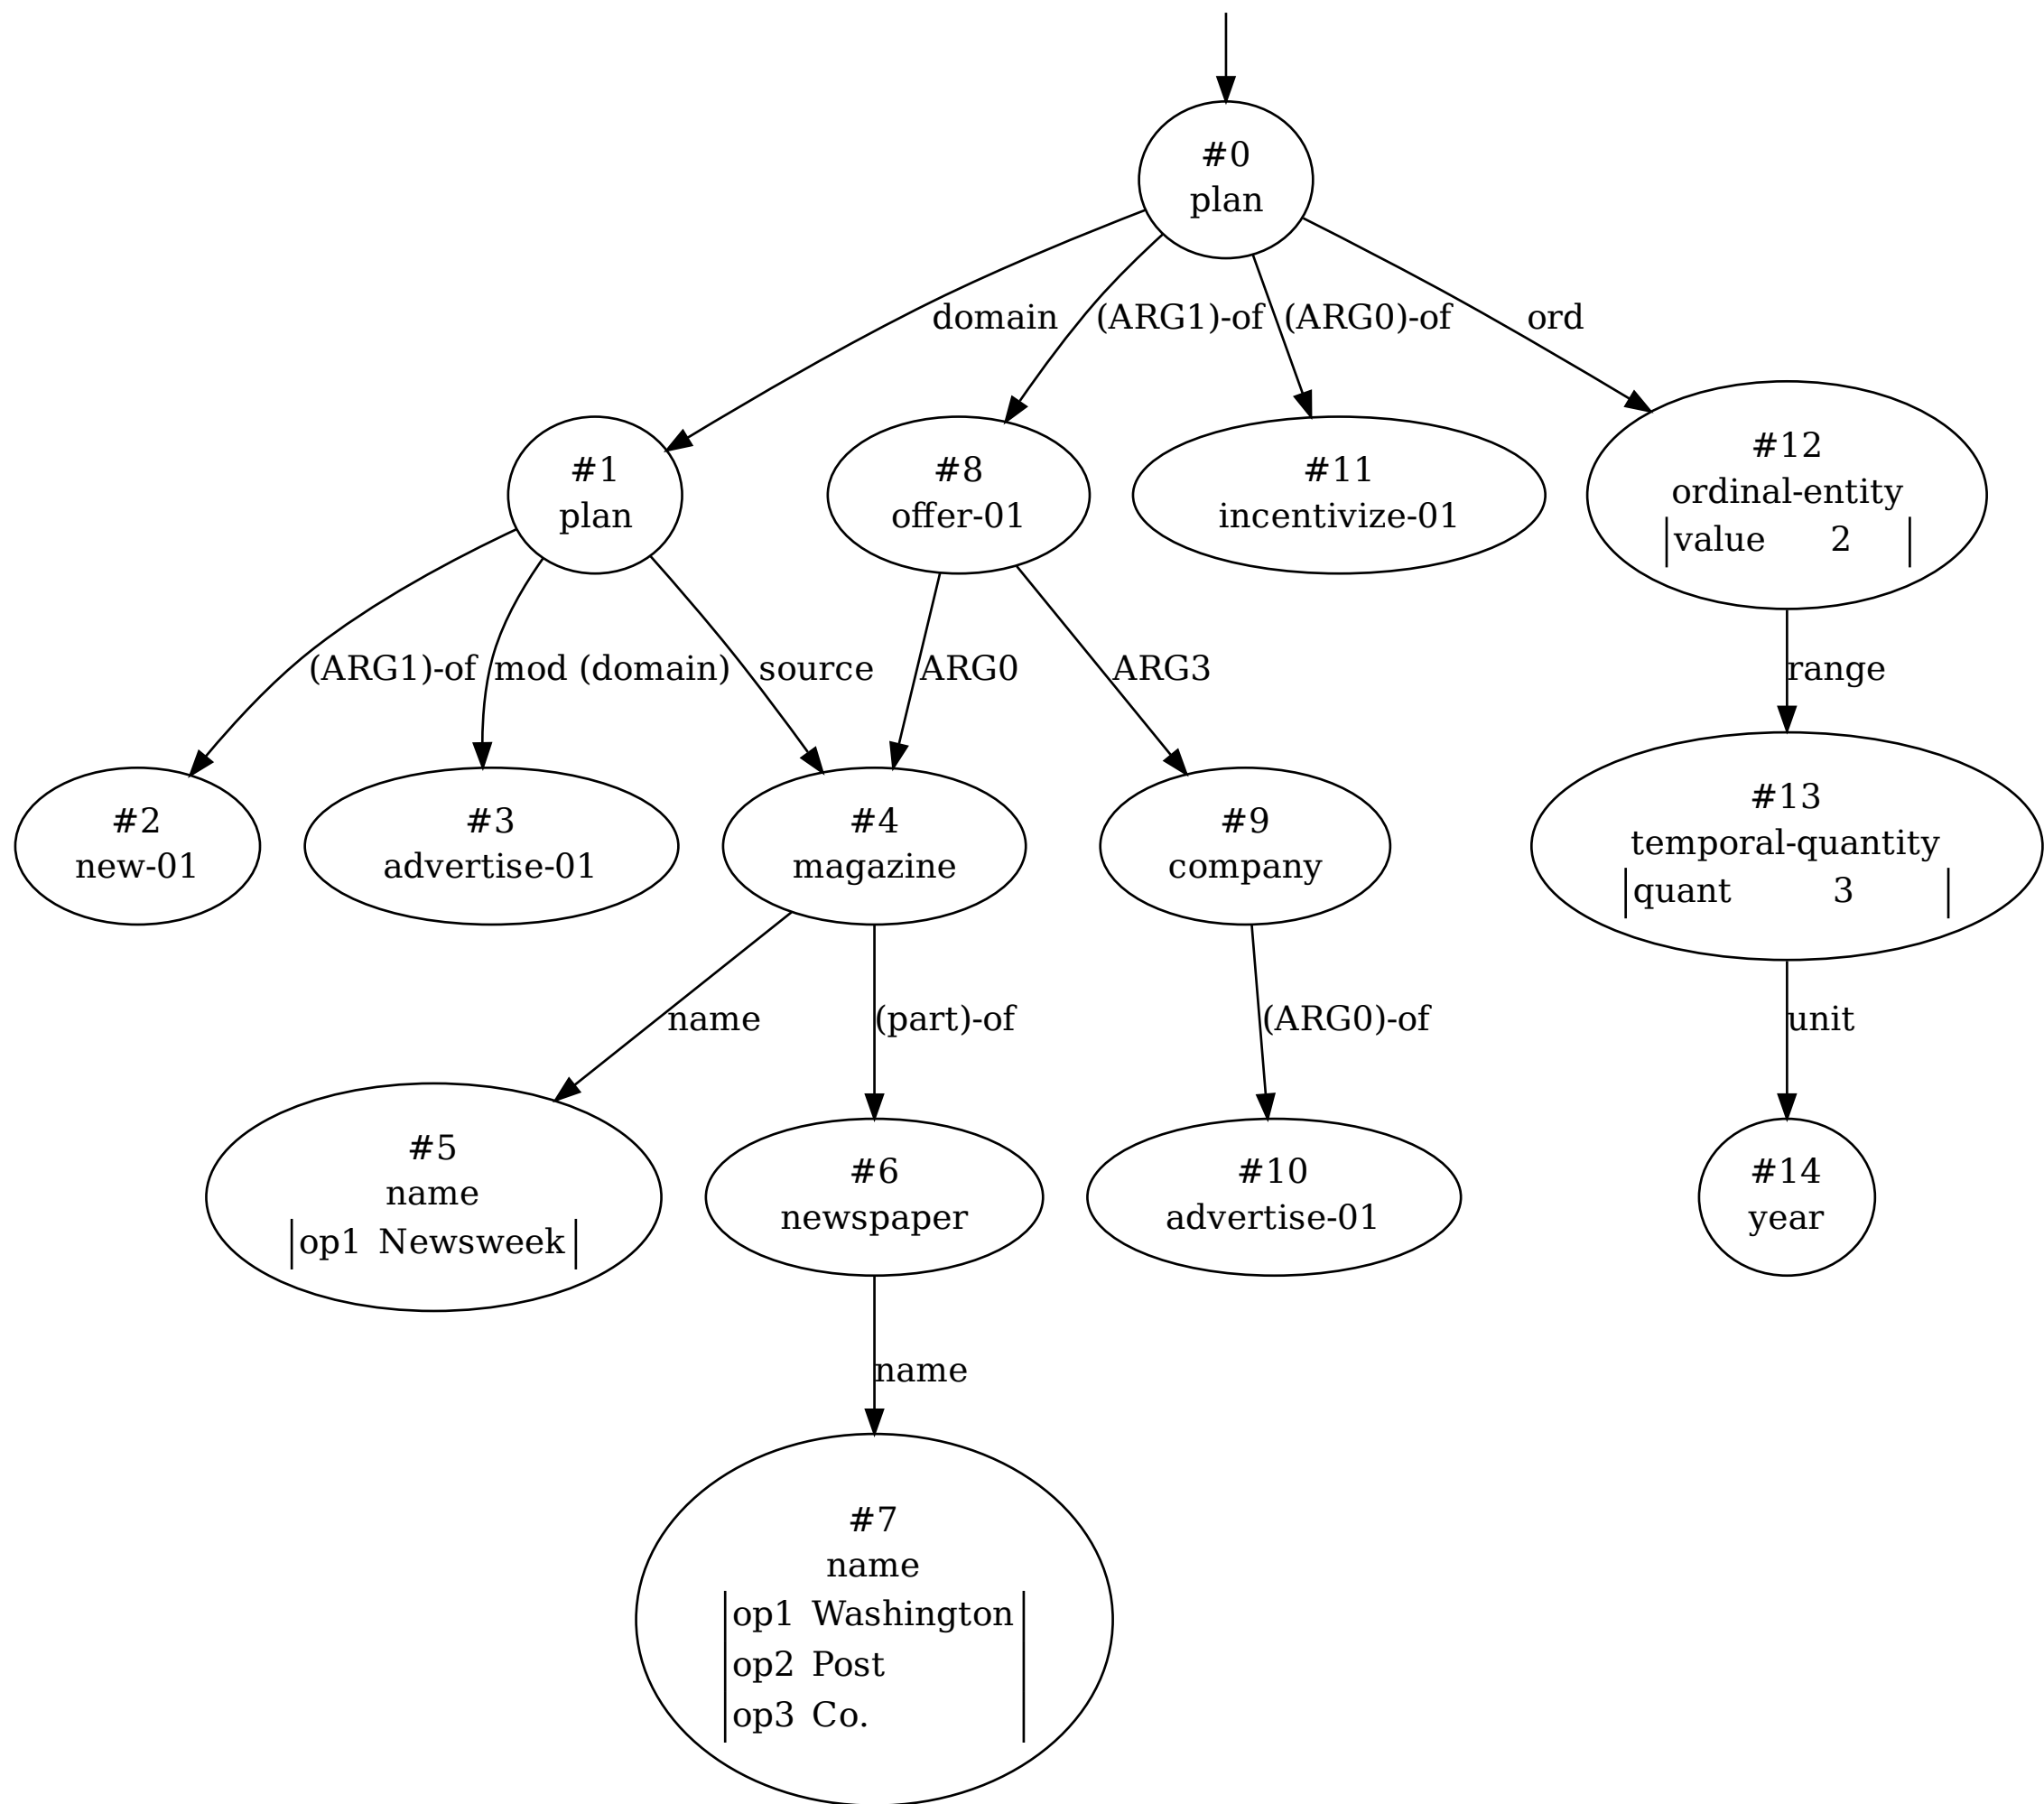 #0
plan
domain
(ARG1)-of
(ARG0)-of
ord
#1
plan
#8
offer-01
#11
incentivize-01
#12
ordinal-entity
value 2
(ARG1)-of
mod (domain)
source
ARG0
ARG3
range
#2
new-01
#3
advertise-01
#4
magazine
#9
company
#13
temporal-quantity
quant 3
name
(part)-of
(ARG0)-of
unit
#5
name
op1 Newsweek
#6
newspaper
#10
advertise-01
#14
year
name
#7
name
op1 Washington
op2 Post
op3 Co.